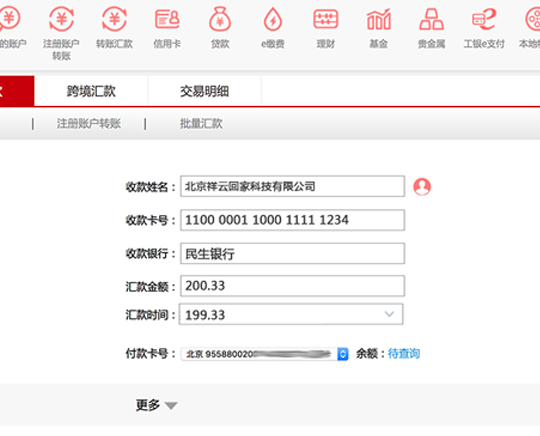 的账户 注册账户 转账汇款 信用卡 贷款 e缴费 理财 基金 贵金属 工银e支付 本地
转账
款 跨境汇款 交易明细
| 注册账户转账 | 批量汇款
收款姓名： 北京祥云回家科技有限公司
收款卡号： 1100 0001 1000 1111 1234
收款银行： 民生银行
汇款金额： 200.33
汇款时间： 199.33
付款卡号： 北京 9558800200 余额：待查询
更多